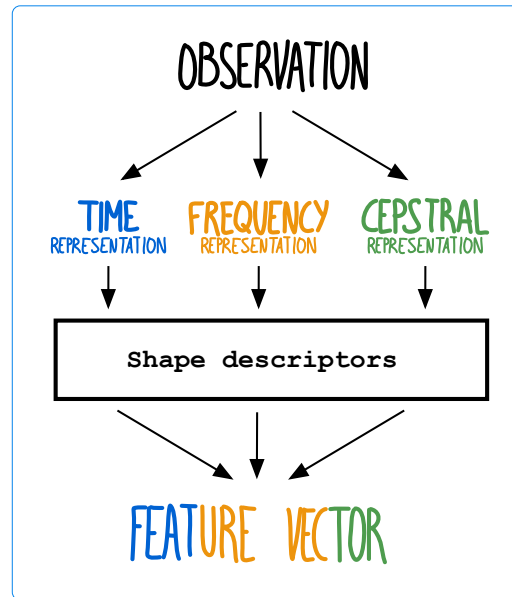 OBSERVATION
TIME FREQUENCY CEPSTRAL
REPRESENTATION REPRESENTATION REPRESENTATION
Shape descriptors
FEATURE VECTOR